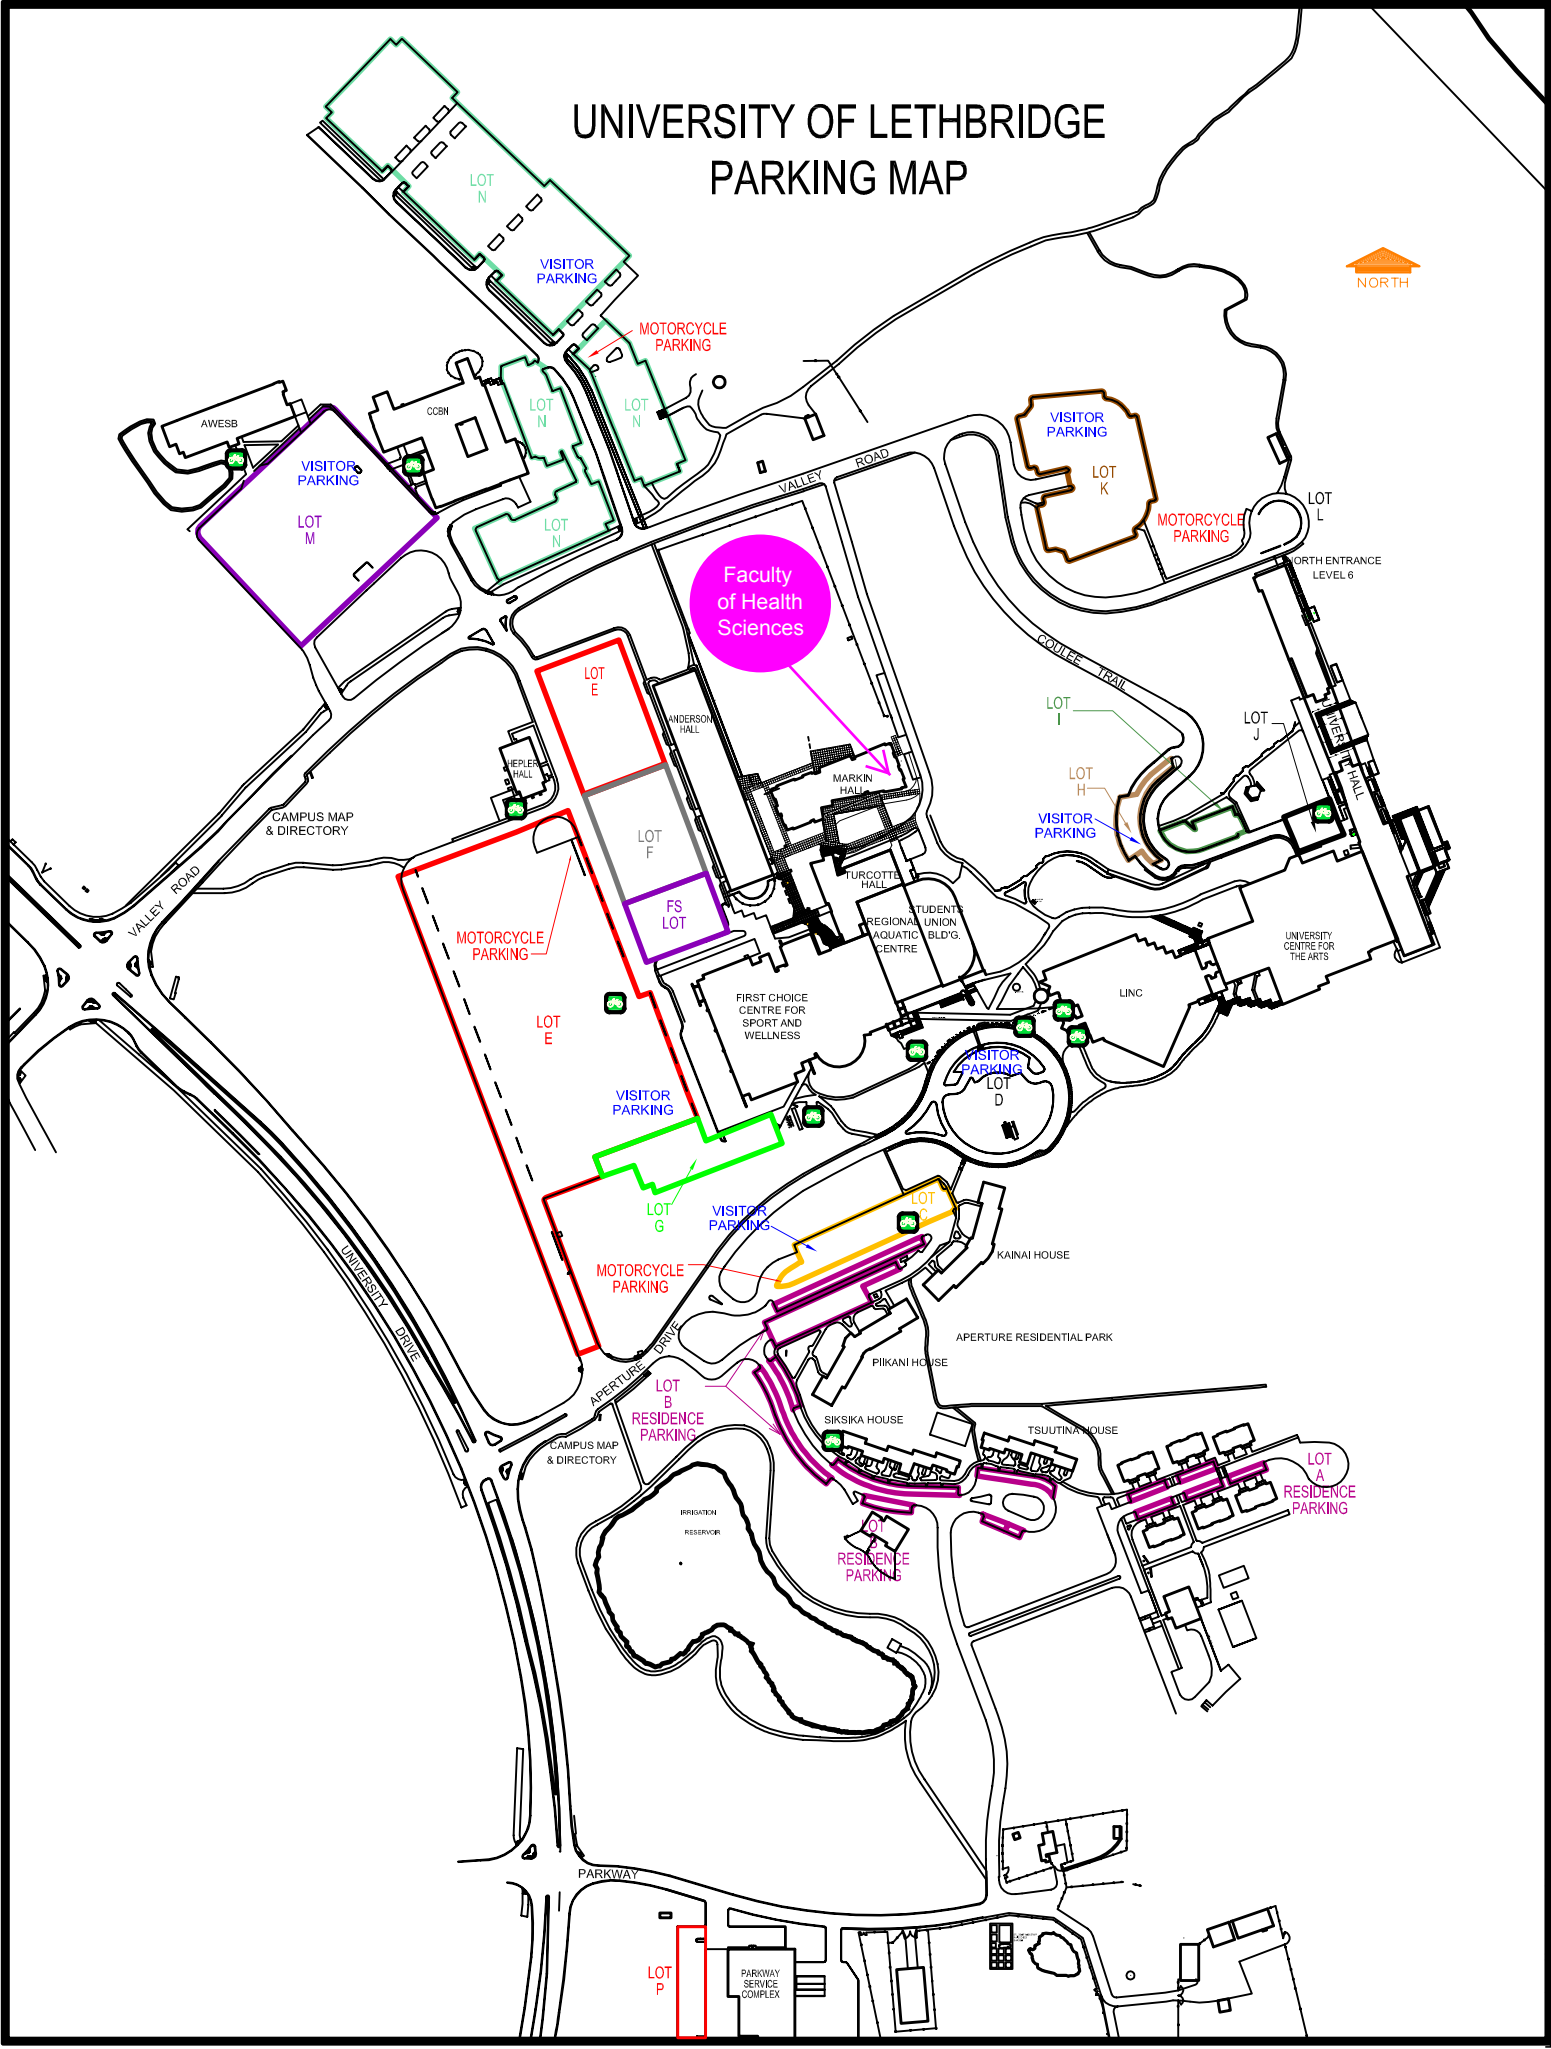 UNIVERSITY OF LETHBRIDGE
PARKING MAP
NORTH
LOT
N
VISITOR
PARKING
MOTORCYCLE
PARKING
LOT
N
LOT
N
LOT
N
AWESB
CCBN
VISITOR
PARKING
LOT
M
VALLEY ROAD
VISITOR
PARKING
LOT
K
MOTORCYCLE
PARKING
LOT
L
NORTH ENTRANCE
LEVEL 6
Faculty
of Health
Sciences
COULEE TRAIL
LOT
E
ANDERSON
HALL
HEPLER
HALL
MARKIN
HALL
LOT
I
LOT
J
UNIVERSITY HALL
LOT
H
VISITOR
PARKING
CAMPUS MAP
& DIRECTORY
LOT
F
VALLEY ROAD
TURCOTTE
HALL
FS
LOT
STUDENTS
UNION
BLD'G.
REGIONAL
AQUATIC
CENTRE
MOTORCYCLE
PARKING
UNIVERSITY
CENTRE FOR
THE ARTS
LINC
FIRST CHOICE
CENTRE FOR
SPORT AND
WELLNESS
LOT
E
VISITOR
PARKING
LOT
D
VISITOR
PARKING
LOT
G
LOT
C
VISITOR
PARKING
MOTORCYCLE
PARKING
KAINAI HOUSE
UNIVERSITY DRIVE
APERTURE DRIVE
APERTURE RESIDENTIAL PARK
PIIKANI HOUSE
LOT
B
RESIDENCE
PARKING
SIKSIKA HOUSE
TSUUTINA HOUSE
CAMPUS MAP
& DIRECTORY
LOT
A
RESIDENCE
PARKING
IRRIGATION
RESERVOIR
LOT
B
RESIDENCE
PARKING
PARKWAY
LOT
P
PARKWAY
SERVICE
COMPLEX